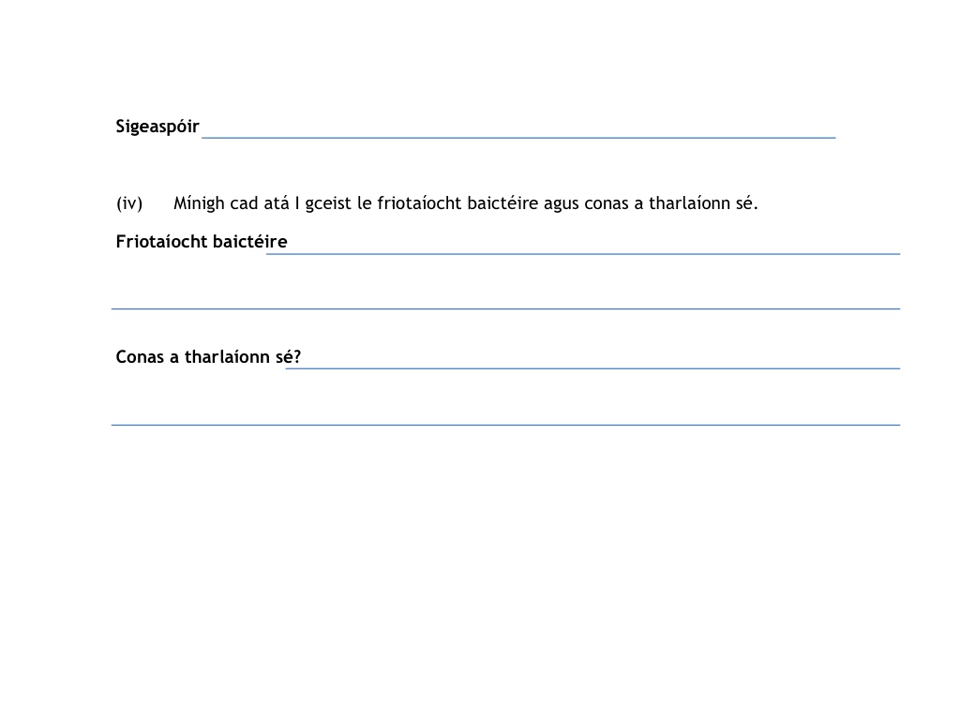 Sigeaspóir
(iv) Mínigh cad atá I gceist le friotaíocht baictéire agus conas a tharlaíonn sé.
Friotaíocht baictéire
Conas a tharlaíonn sé?